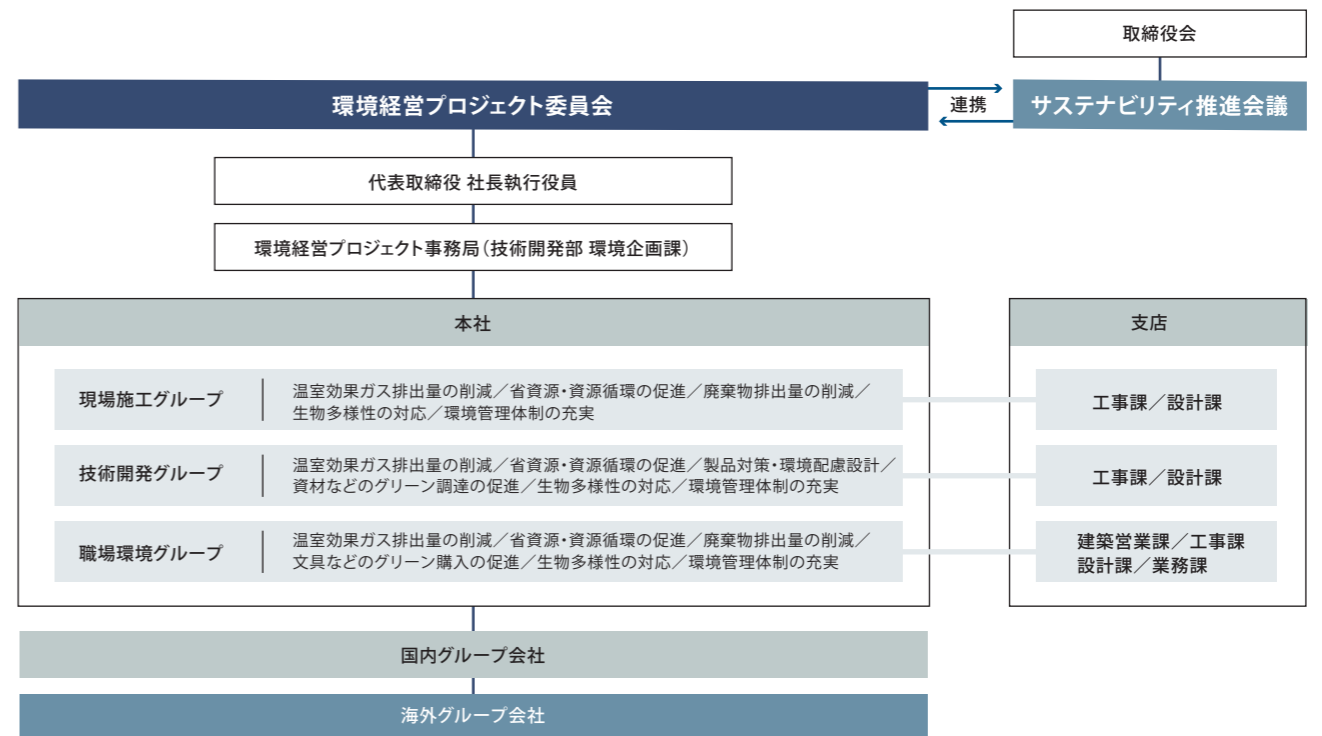 取締役会
環境経営プロジェクト委員会
連携
サステナビリティ推進会議
代表取締役 社長執行役員
環境経営プロジェクト事務局（技術開発部 環境企画課）
本社
支店
現場施工グループ
温室効果ガス排出量の削減／省資源・資源循環の促進／廃棄物排出量の削減／
生物多様性の対応／環境管理体制の充実
工事課／設計課
技術開発グループ
温室効果ガス排出量の削減／省資源・資源循環の促進／製品対策・環境配慮設計／
資材などのグリーン調達の促進／生物多様性の対応／環境管理体制の充実
工事課／設計課
職場環境グループ
温室効果ガス排出量の削減／省資源・資源循環の促進／廃棄物排出量の削減／
文具などのグリーン購入の促進／生物多様性の対応／環境管理体制の充実
建築営業課／工事課
設計課／業務課
国内グループ会社
海外グループ会社